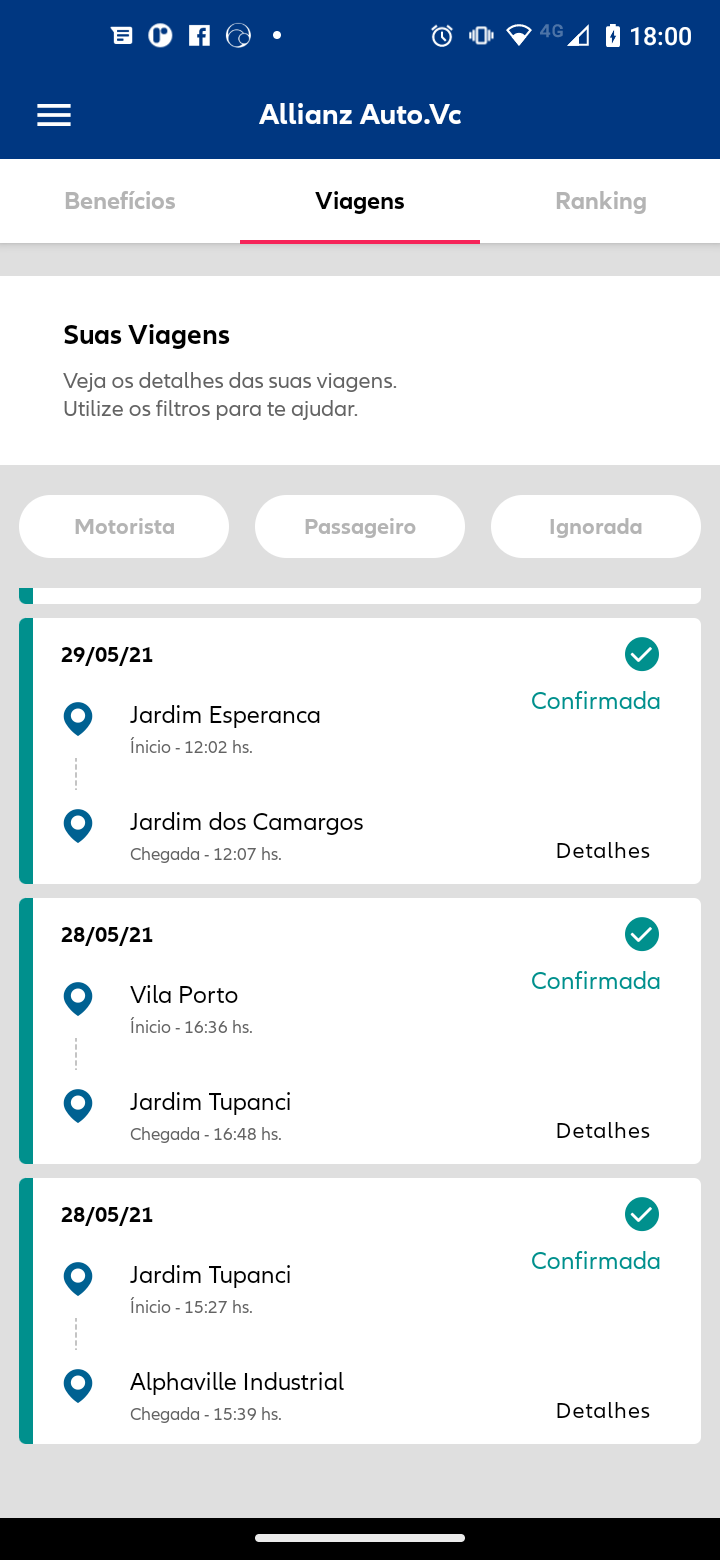 4G 18:00
Allianz Auto.Vc
Benefícios Viagens Ranking
Suas Viagens
Veja os detalhes das suas viagens.
Utilize os filtros para te ajudar.
Motorista Passageiro Ignorada
29/05/21
Confirmada
Jardim Esperanca
Ínicio - 12:02 hs.
Jardim dos Camargos
Chegada - 12:07 hs.
Detalhes
28/05/21
Confirmada
Vila Porto
Ínicio - 16:36 hs.
Jardim Tupanci
Chegada - 16:48 hs.
Detalhes
28/05/21
Confirmada
Jardim Tupanci
Ínicio - 15:27 hs.
Alphaville Industrial
Chegada - 15:39 hs.
Detalhes